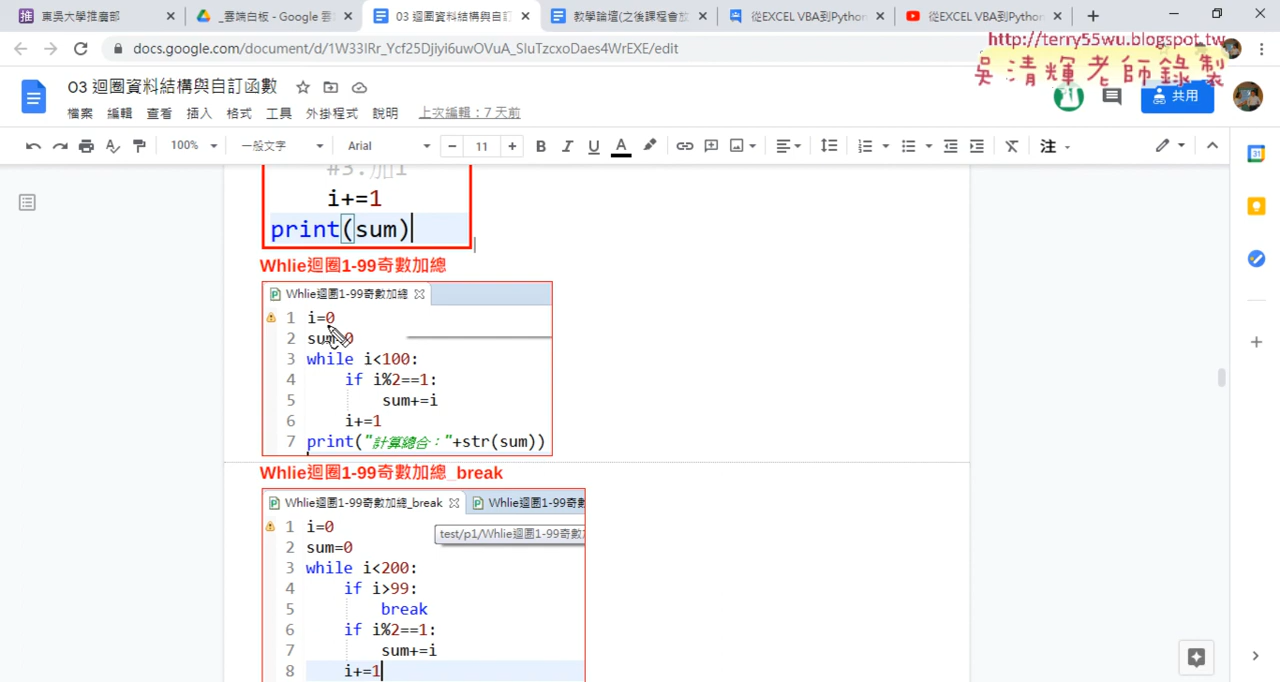 東吳大學推廣部
_雲端白板 - Google 雲
03 迴圈資料結構與自訂
教學論壇(之後課程會放
從EXCEL VBA到Python
從EXCEL VBA到Python
docs.google.com/document/d/1W33IRr_Ycf25Djiyi6uwOVuA_SIuTzcxoDaes4WrEXE/edit
http://terry55wu.blogspot.tw
吳清輝老師錄製
03 迴圈資料結構與自訂函數
共用
檔案 編輯 查看 插入 格式 工具 外掛程式 說明 上次編輯：7 天前
100% 一般文字 Arial 11 B I U A 注
#3.加1
i+=1
print(sum)
Whlie迴圈1-99奇數加總
Whlie迴圈1-99奇數加總
1 i=0
2 sum=0
3 while i<100:
4 if i%2==1:
5 sum+=i
6 i+=1
7 print("計算總合："+str(sum))
Whlie迴圈1-99奇數加總_break
Whlie迴圈1-99奇數加總_break Whlie迴圈1-99奇數
1 i=0
test/p1/Whlie迴圈1-99奇數加
2 sum=0
3 while i<200:
4 if i>99:
5 break
6 if i%2==1:
7 sum+=i
8 i+=1